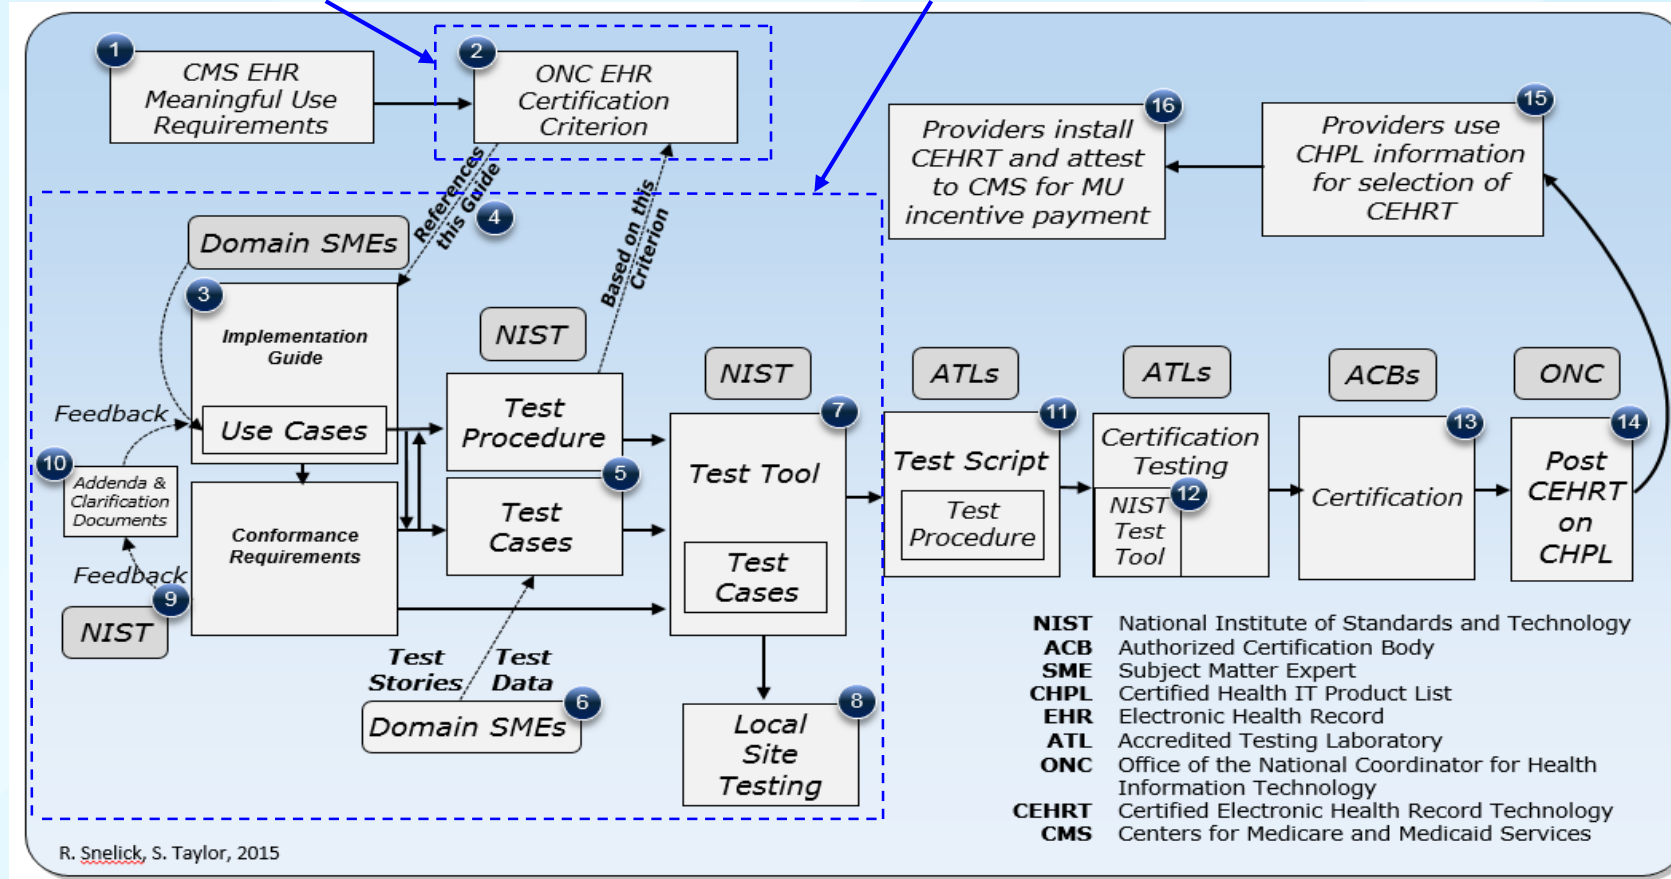 1
CMS EHR
Meaningful Use
Requirements
2
ONC EHR
Certification
Criterion
References
this Guide
4
Based on this
Criterion
16
Providers install
CEHRT and attest
to CMS for MU
incentive payment
15
Providers use
CHPL information
for selection of
CEHRT
Domain SMEs
3
Implementation
Guide
Use Cases
Feedback
10
Addenda &
Clarification
Documents
Feedback
9
NIST
Conformance
Requirements
NIST
Test
Procedure
5
Test
Cases
Test
Stories
Test
Data
6
Domain SMEs
NIST
7
Test Tool
Test
Cases
8
Local
Site
Testing
ATLs
11
Test Script
Test
Procedure
ATLs
Certification
Testing
12
NIST
Test
Tool
ACBs
13
Certification
ONC
14
Post
CEHRT
on
CHPL
NIST National Institute of Standards and Technology
ACB Authorized Certification Body
SME Subject Matter Expert
CHPL Certified Health IT Product List
EHR Electronic Health Record
ATL Accredited Testing Laboratory
ONC Office of the National Coordinator for Health
Information Technology
CEHRT Certified Electronic Health Record Technology
CMS Centers for Medicare and Medicaid Services
R. Snelick, S. Taylor, 2015